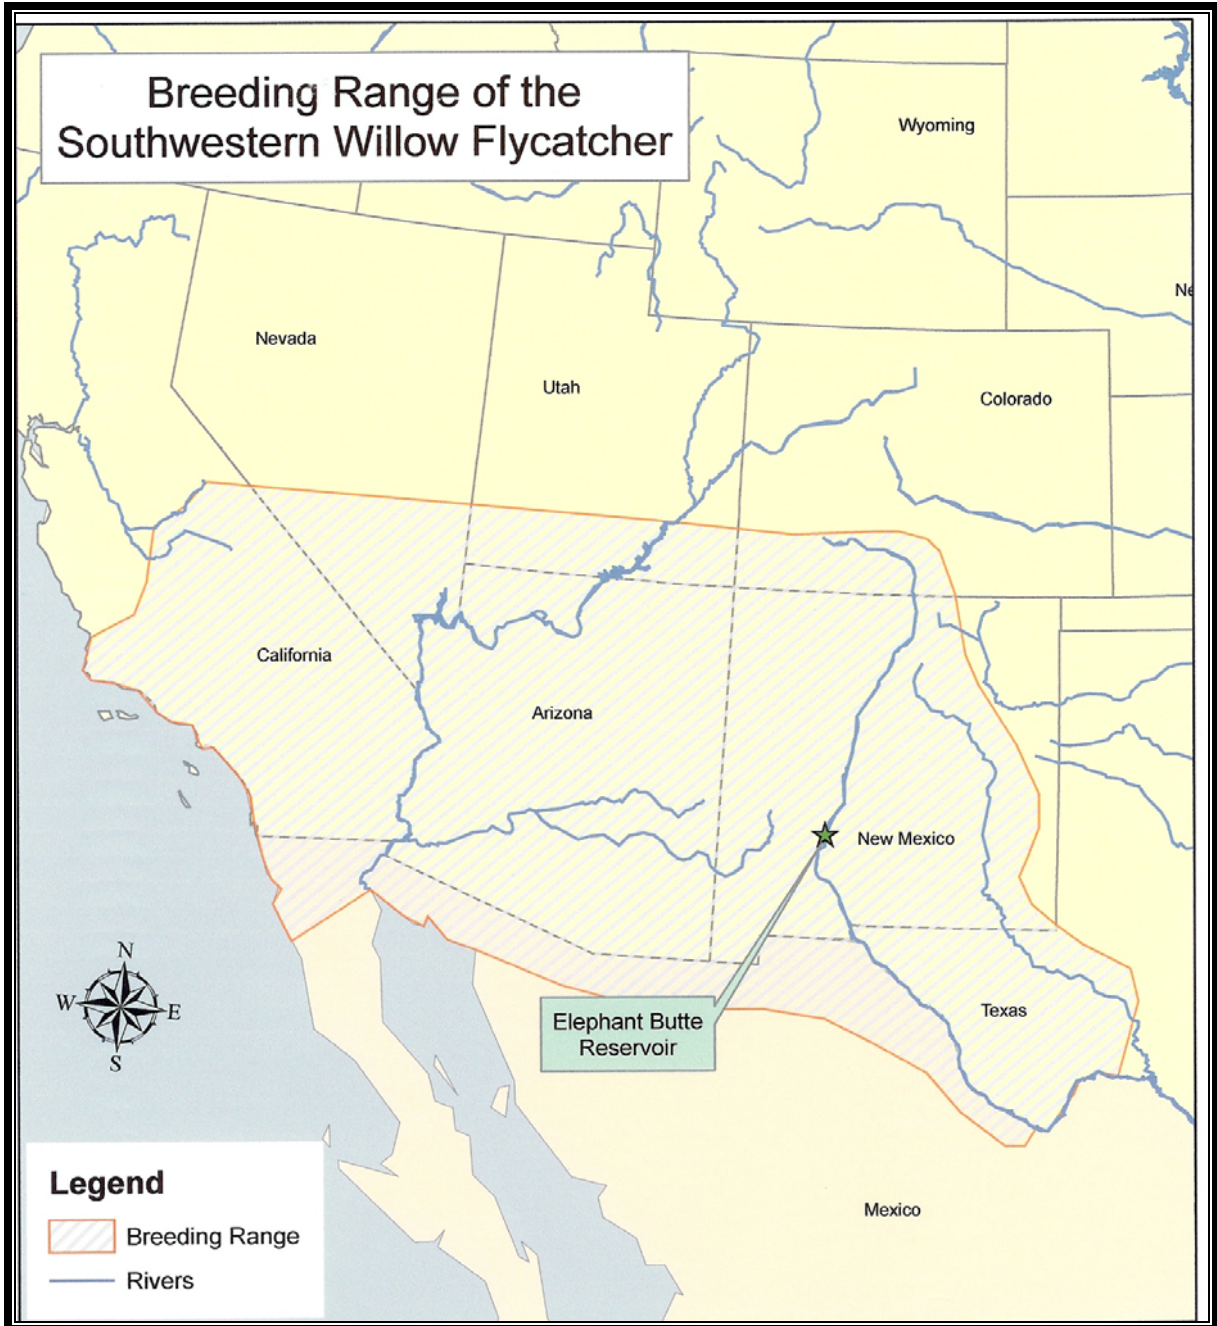 Breeding Range of the
Southwestern Willow Flycatcher
Wyoming
Ne
Nevada
Utah
Colorado
California
Arizona
New Mexico
N
W
E
S
Elephant Butte
Reservoir
Texas
Mexico
Legend
Breeding Range
Rivers